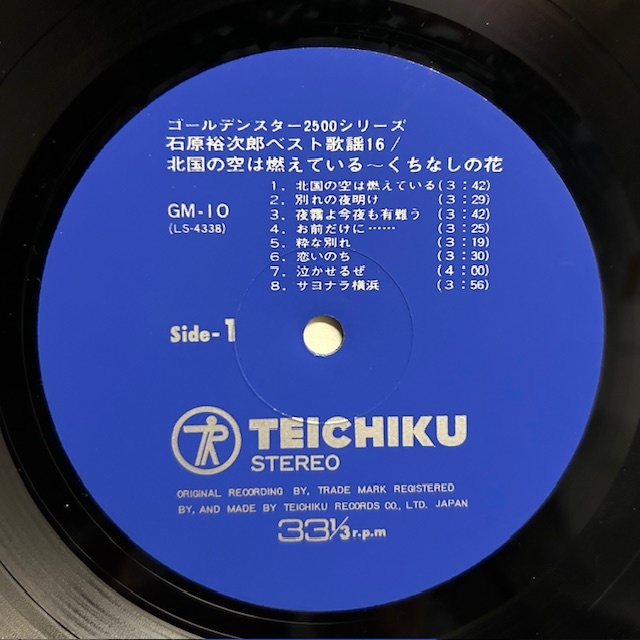 ゴールデンスター2500シリーズ
石原裕次郎ベスト歌謡16/
北国の空は燃えている〜くちなしの花
GM-10
(LS-4338)
1. 北国の空は燃えている(3:42)
2. 別れの夜明け (3:29)
3. 夜霧よ今夜も有難う (3:42)
4. お前だけに…… (3:25)
5. 粋な別れ (3:19)
6. 恋いのち (3:30)
7. 泣かせるぜ (4:00)
8. サヨナラ横浜 (3:56)
Side-1
TR TEICHIKU
STEREO
ORIGINAL RECORDING BY, TRADE MARK REGISTERED
BY, AND MADE BY TEICHIKU RECORDS CO., LTD. JAPAN
33 1/3 r.p.m